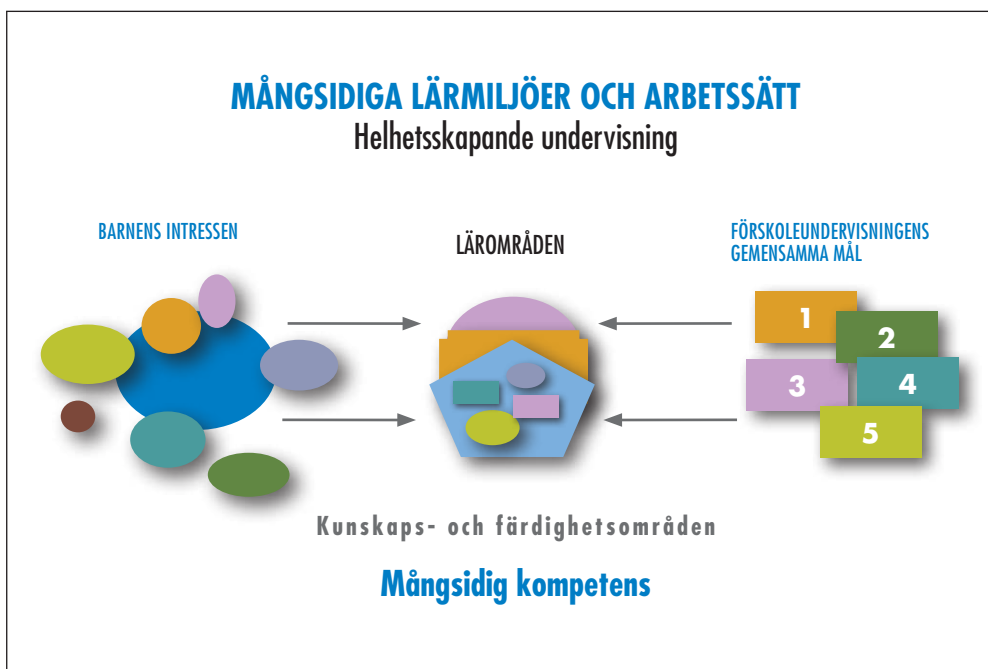 MÅNGSIDIGA LÄRMILJÖER OCH ARBETSSÄTT
Helhetsskapande undervisning
BARNENS INTRESSEN
LÄROMRÅDEN
FÖRSKOLEUNDERVISNINGENS
GEMENSAMMA MÅL
1
2
3
4
5
Kunskaps- och färdighetsområden
Mångsidig kompetens